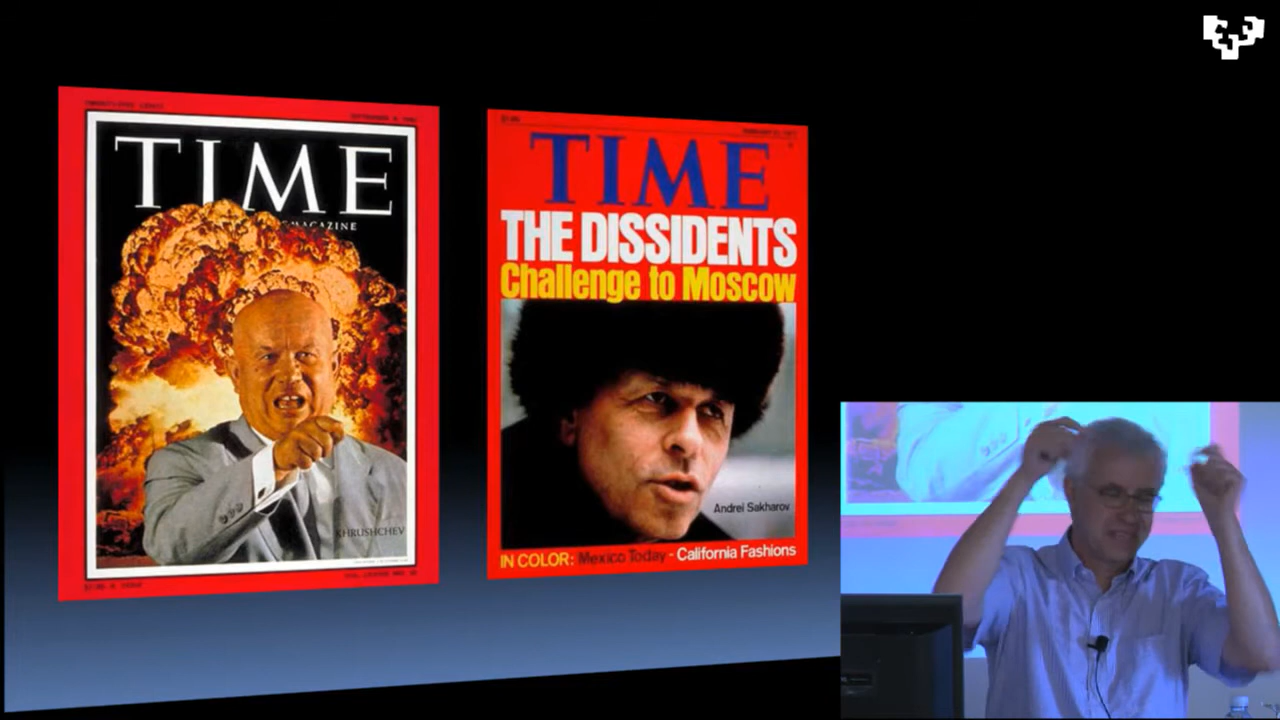 TIME
MAGAZINE
KHRUSHCHEV
TIME
THE DISSIDENTS
Challenge to Moscow
Andrei Sakharov
IN COLOR: Mexico Today - California Fashions